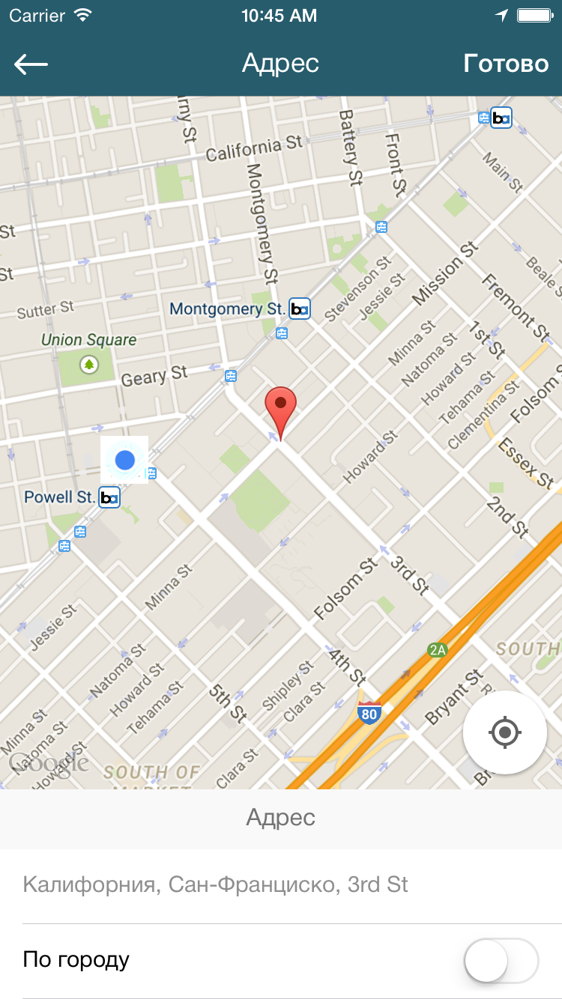 Carrier 10:45 AM
Адрес Готово
California St
Battery St
Front St
Main St
Montgomery St
St
St
Sutter St
Montgomery St. ba
Stevenson St
Jessie St
Mission St
Fremont St
1st St
Union Square
Geary St
Minna St
Natoma St
Howard St
Tehama St
Clementina St
Essex St
Howard St
Powell St. ba
2nd St
3rd St
Folsom St
Minna St
Jessie St
2A
SOUTH
4th St
Natoma St
Howard St
Tehama St
Shipley St
Clara St
5th St
80
Bryant St
Minna St
Natoma St
Howard St
Google
Clara St
SOUTH OF
MARKET
Адрес
Калифорния, Сан-Франциско, 3rd St
По городу